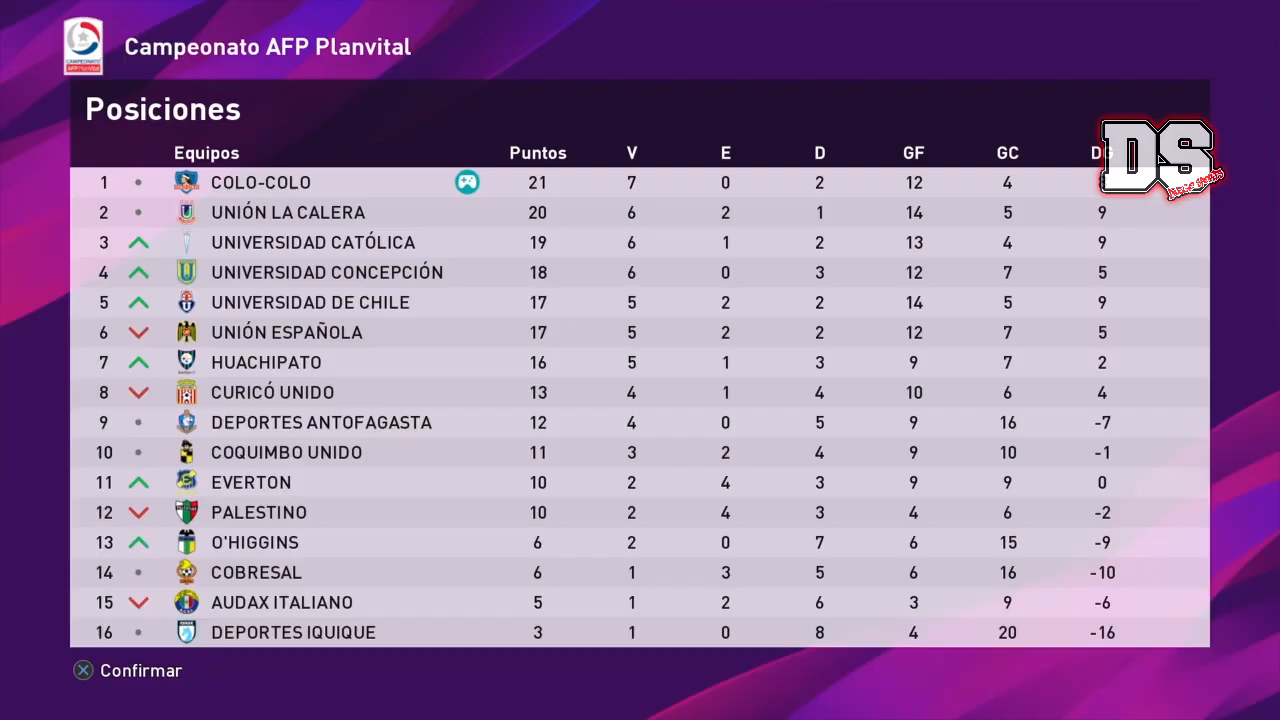 Campeonato AFP Planvital
CAMPEONATO
AFP PlanVital
Posiciones
Equipos Puntos V E D GF GC DG
DS
1 COLO-COLO 21 7 0 2 12 4
2 UNIÓN LA CALERA 20 6 2 1 14 5 9
3 UNIVERSIDAD CATÓLICA 19 6 1 2 13 4 9
4 UNIVERSIDAD CONCEPCIÓN 18 6 0 3 12 7 5
5 UNIVERSIDAD DE CHILE 17 5 2 2 14 5 9
6 UNIÓN ESPAÑOLA 17 5 2 2 12 7 5
7 HUACHIPATO 16 5 1 3 9 7 2
8 CURICÓ UNIDO 13 4 1 4 10 6 4
9 DEPORTES ANTOFAGASTA 12 4 0 5 9 16 -7
10 COQUIMBO UNIDO 11 3 2 4 9 10 -1
11 EVERTON 10 2 4 3 9 9 0
12 PALESTINO 10 2 4 3 4 6 -2
13 O'HIGGINS 6 2 0 7 6 15 -9
14 COBRESAL 6 1 3 5 6 16 -10
15 AUDAX ITALIANO 5 1 2 6 3 9 -6
16 DEPORTES IQUIQUE 3 1 0 8 4 20 -16
Confirmar